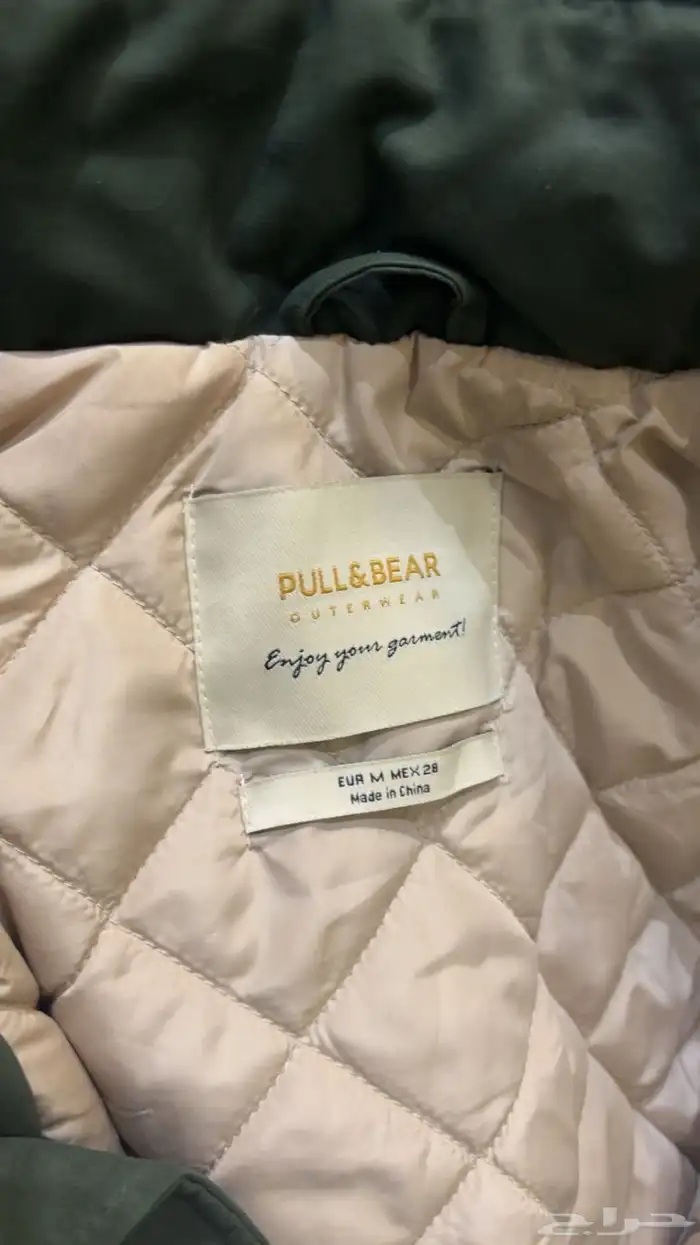 PULL&BEAR
OUTERWEAR
Enjoy your garment!
EUR M MEX 28
Made in China
حراج